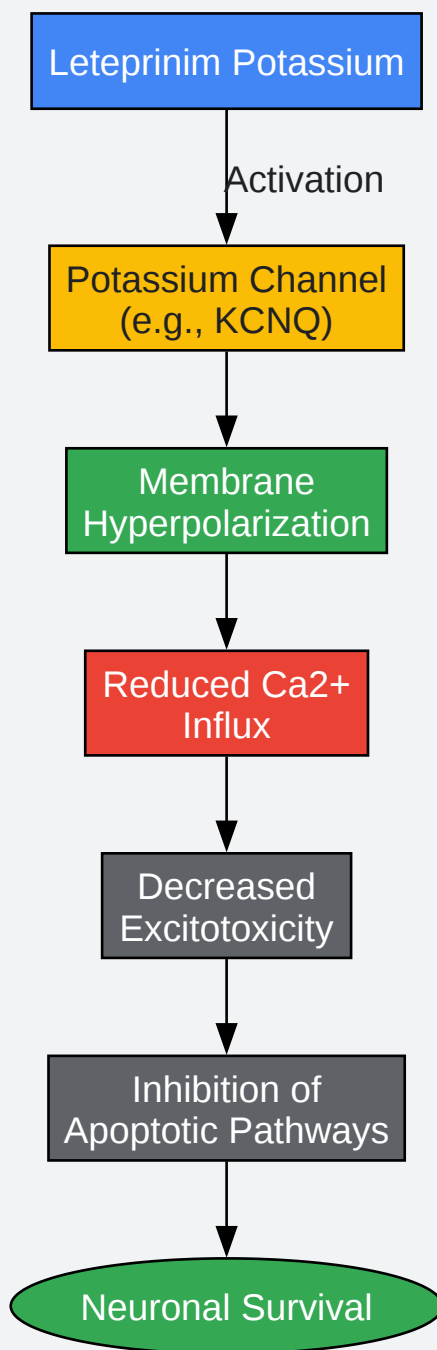 Leteprinim Potassium
Activation
Potassium Channel
(e.g., KCNQ)
Membrane
Hyperpolarization
Reduced Ca2+
Influx
Decreased
Excitotoxicity
Inhibition of
Apoptotic Pathways
Neuronal Survival